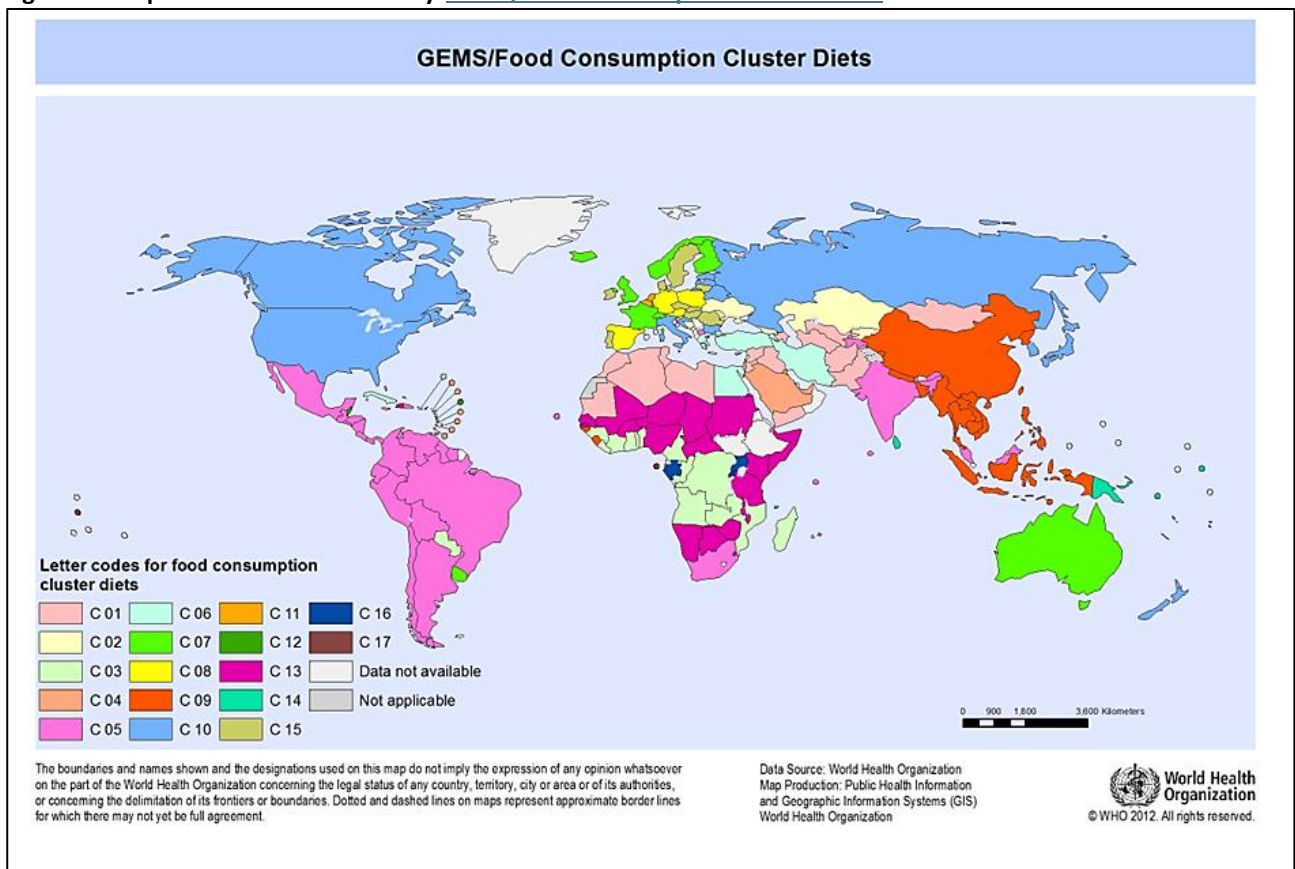 GEMS/Food Consumption Cluster Diets
Letter codes for food consumption
cluster diets
C 01 C 06 C 11 C 16
C 02 C 07 C 12 C 17
C 03 C 08 C 13 Data not available
C 04 C 09 C 14 Not applicable
C 05 C 10 C 15
0 900 1,800 3,600 Kilometers
The boundaries and names shown and the designations used on this map do not imply the expression of any opinion whatsoever
on the part of the World Health Organization concerning the legal status of any country, territory, city or area or of its authorities,
or concerning the delimitation of its frontiers or boundaries. Dotted and dashed lines on maps represent approximate border lines
for which there may not yet be full agreement.
Data Source: World Health Organization
Map Production: Public Health Information
and Geographic Information Systems (GIS)
World Health Organization
World Health
Organization
© WHO 2012. All rights reserved.